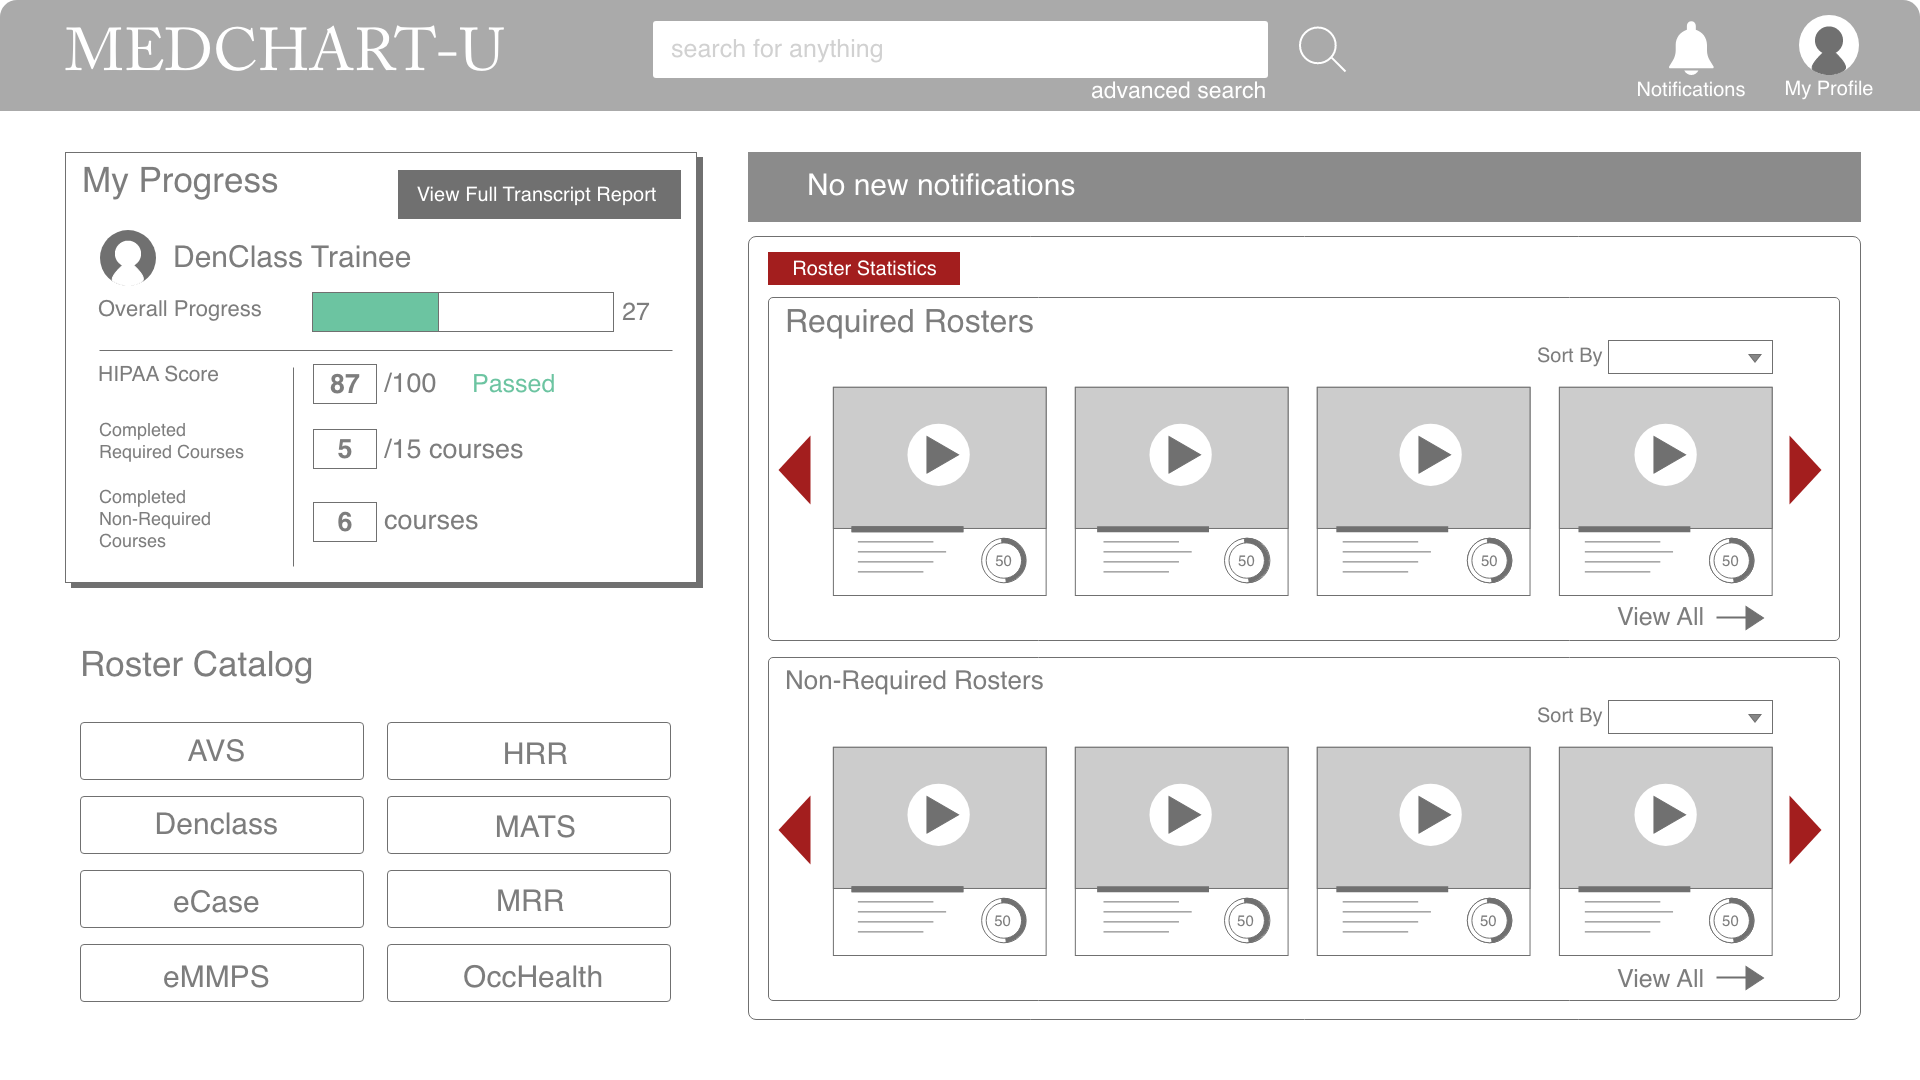 MEDCHART-U
search for anything
advanced search
Notifications
My Profile
My Progress
View Full Transcript Report
DenClass Trainee
Overall Progress
27
HIPAA Score
87 /100 Passed
Completed
Required Courses
5 /15 courses
Completed
Non-Required
Courses
6 courses
Roster Catalog
AVS
HRR
Denclass
MATS
eCase
MRR
eMMPS
OccHealth
No new notifications
Roster Statistics
Required Rosters
Sort By
50
50
50
50
View All
Non-Required Rosters
Sort By
50
50
50
50
View All